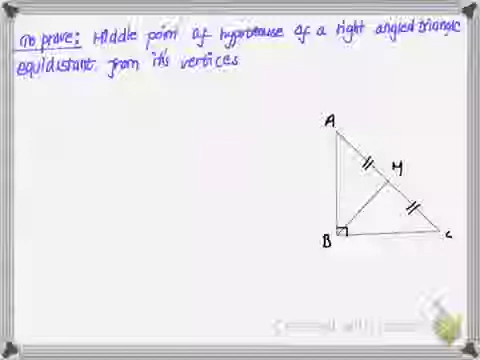 To prove: Middle point of hypotenuse of a right angled triangle
equidistant from its vertices
A
M
B
C